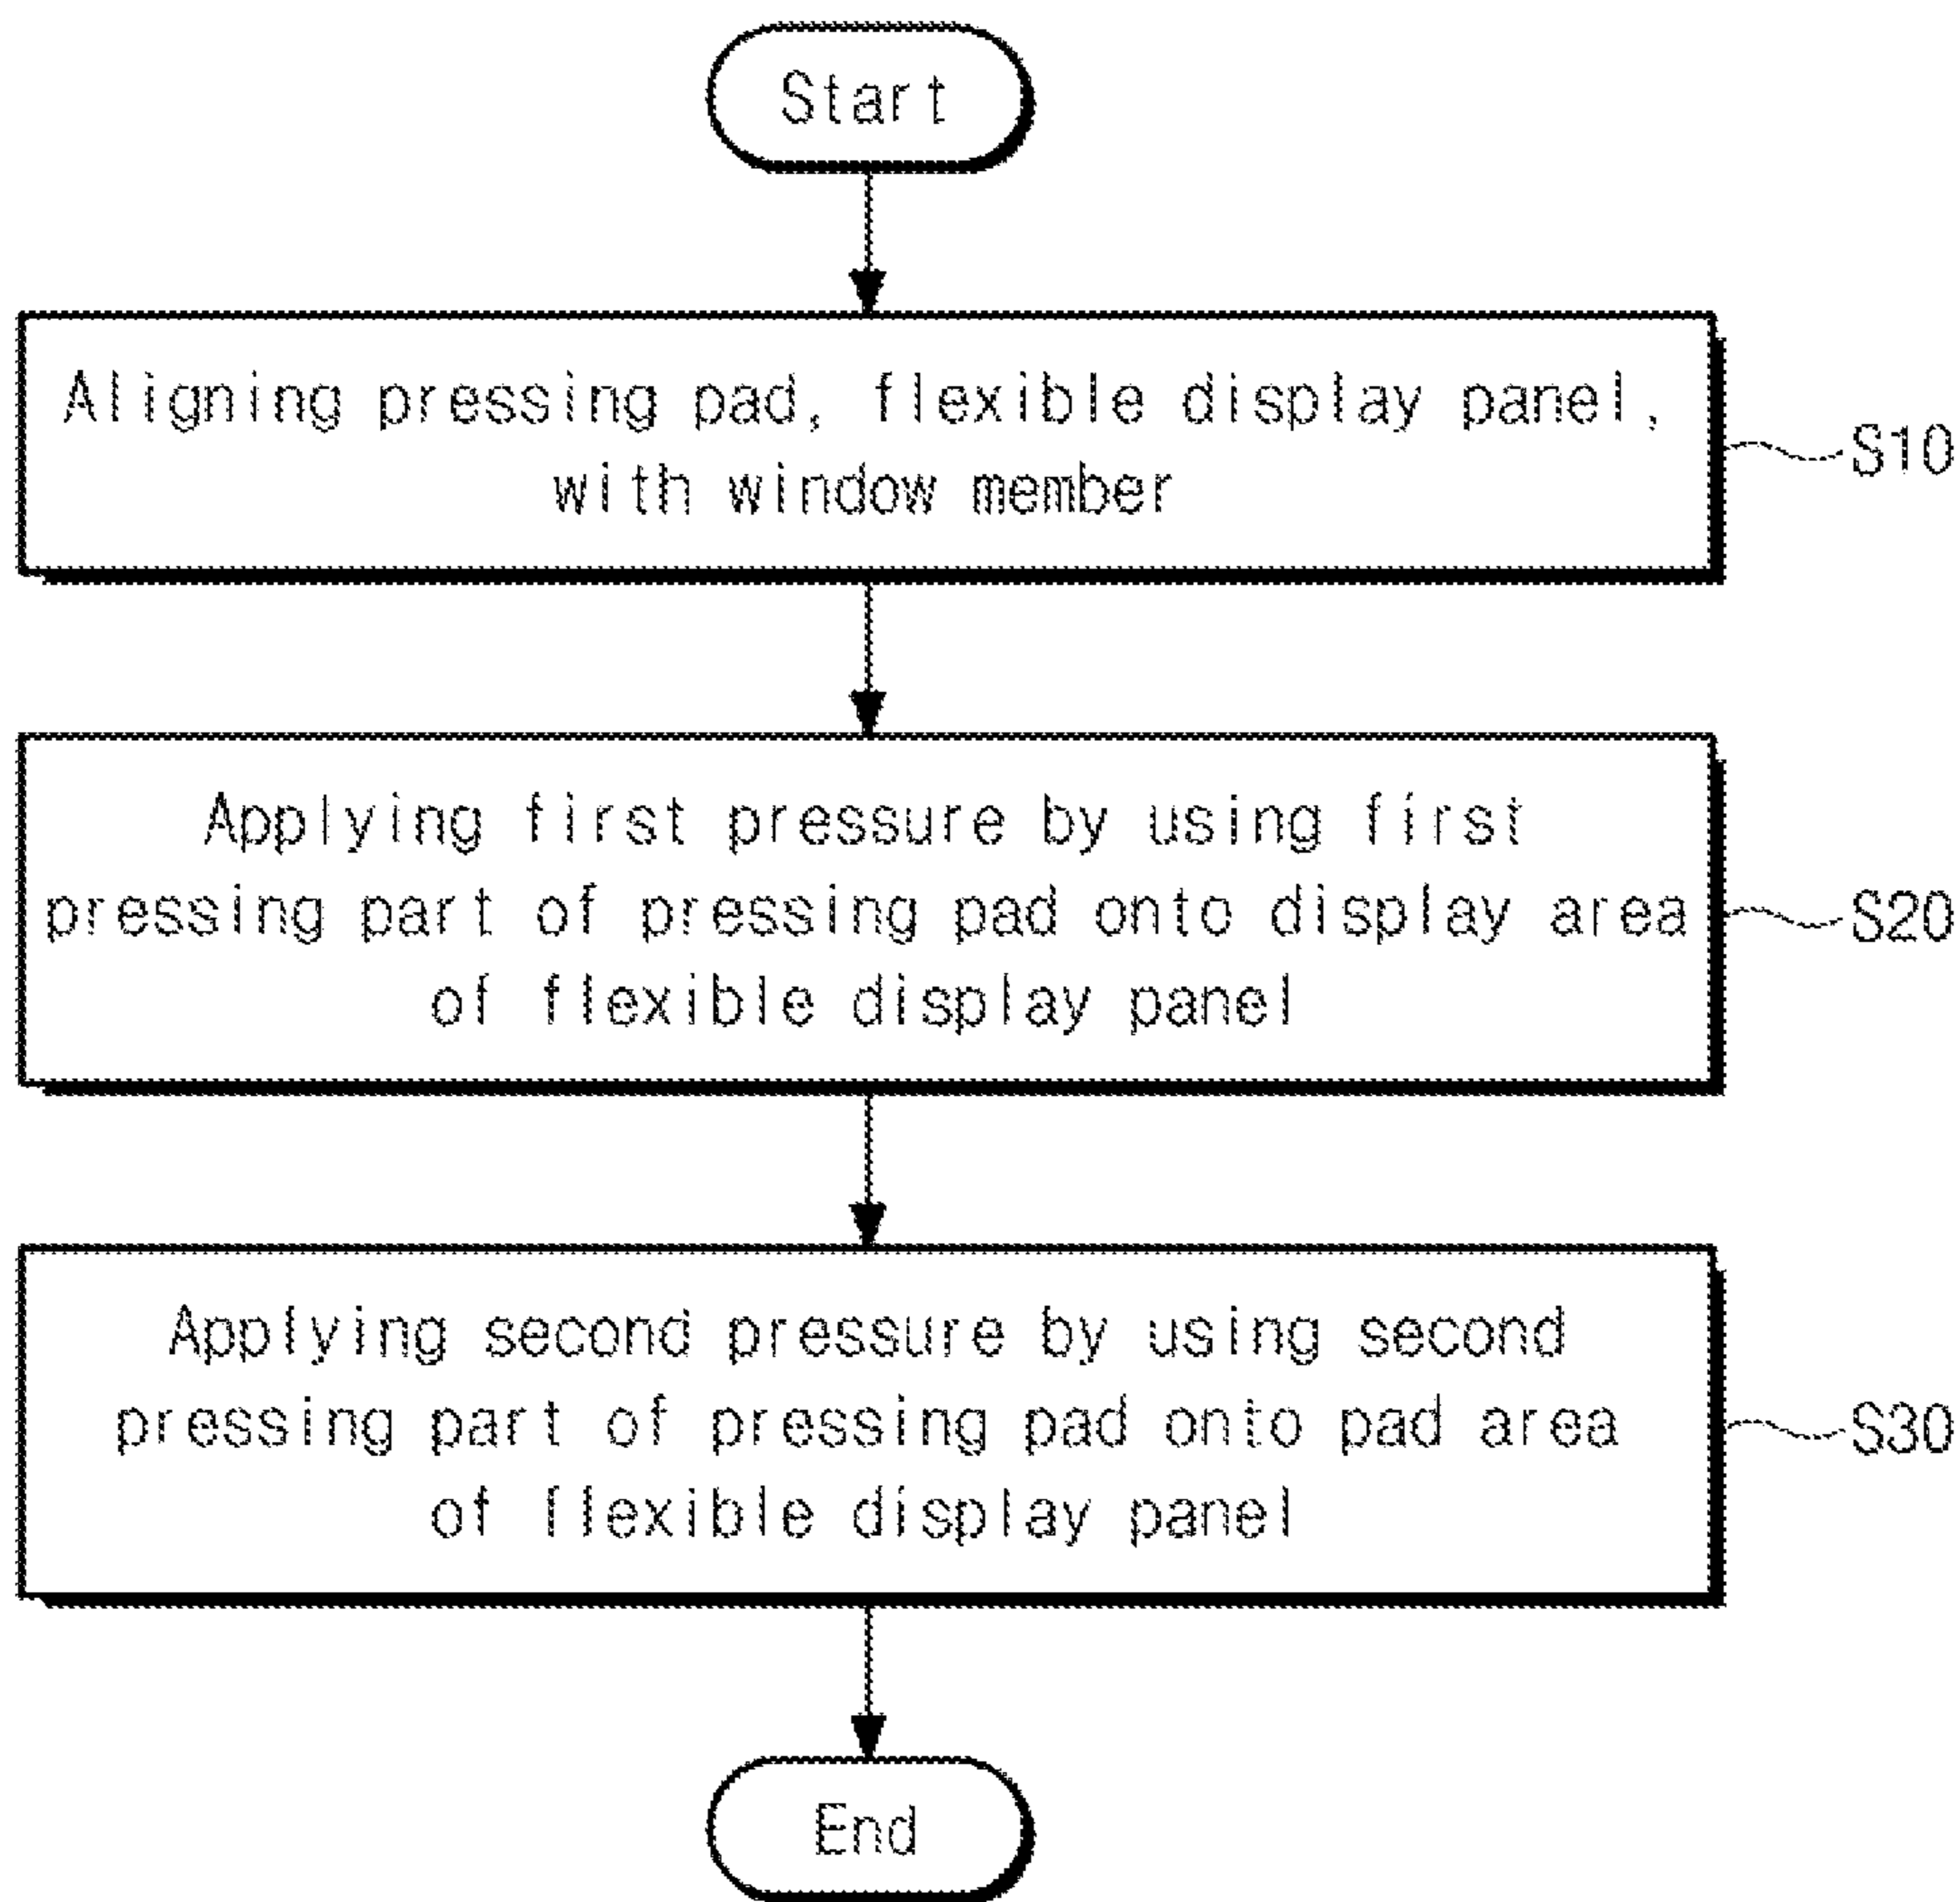 Start
Aligning pressing pad, flexible display panel,
with window member
S10
Applying first pressure by using first
pressing part of pressing pad onto display area
of flexible display panel
S20
Applying second pressure by using second
pressing part of pressing pad onto pad area
of flexible display panel
S30
End